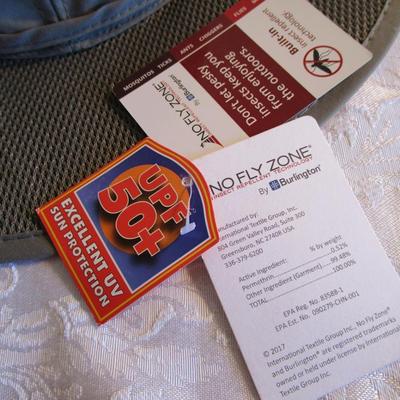 MOSQUITOS TICKS ANTS CHIGGERS FLIES
Built-in
insect repellent
technology.
Don't let pesky
insects keep you
from enjoying
the outdoors.
NO FLY ZONE
By Burlington
UPF
50+
EXCELLENT UV
SUN PROTECTION
NO FLY ZONE®
INSECT REPELLENT TECHNOLOGY
By Burlington®
Manufactured by:
International Textile Group, Inc.
804 Green Valley Road, Suite 300
Greensboro, NC 27408 USA
336-379-6200
% by weight
Active Ingredient:
Permethrin 0.52%
Other Ingredient (Garment) 99.48%
TOTAL 100.00%
EPA Reg. No. 83588-1
EPA Est. No. 090279-CHN-001
© 2017
International Textile Group Inc., No Fly Zone®
and Burlington® are registered trademarks
owned or held under license by International
Textile Group Inc.